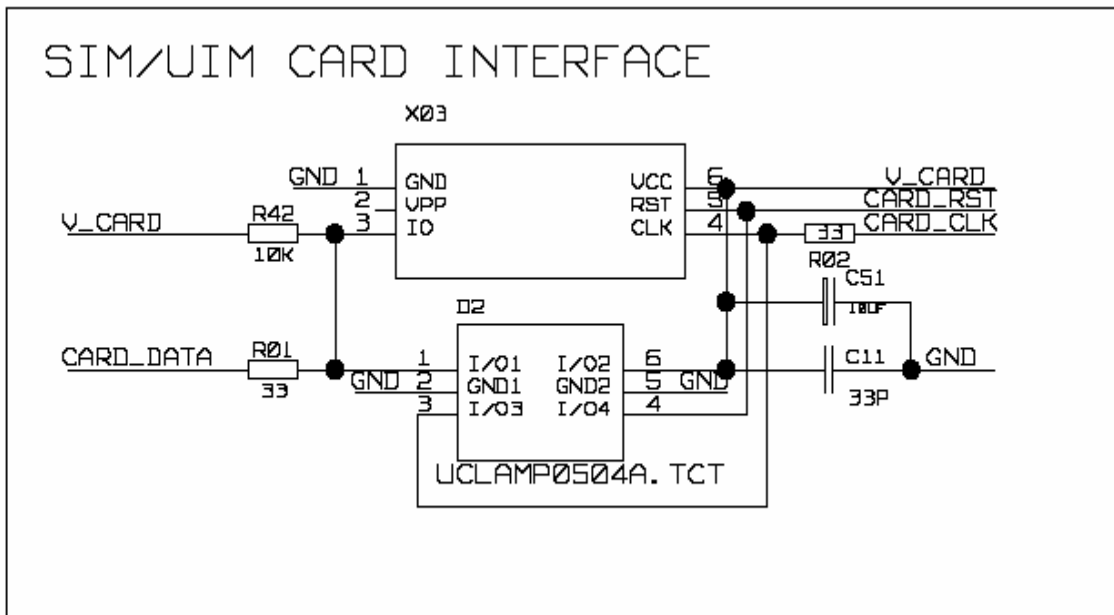 SIM/UIM CARD INTERFACE
X03
GND 1 GND VCC 6 V_CARD
2 VPP RST 5 CARD_RST
V_CARD R42 3 IO CLK 4 33 CARD_CLK
10K R02
C51
D2 10UF
CARD_DATA R01 1 I/O1 I/O2 6 C11 GND
33 GND 2 GND1 GND2 5 GND 33P
3 I/O3 I/O4 4
UCLAMP0504A.TCT